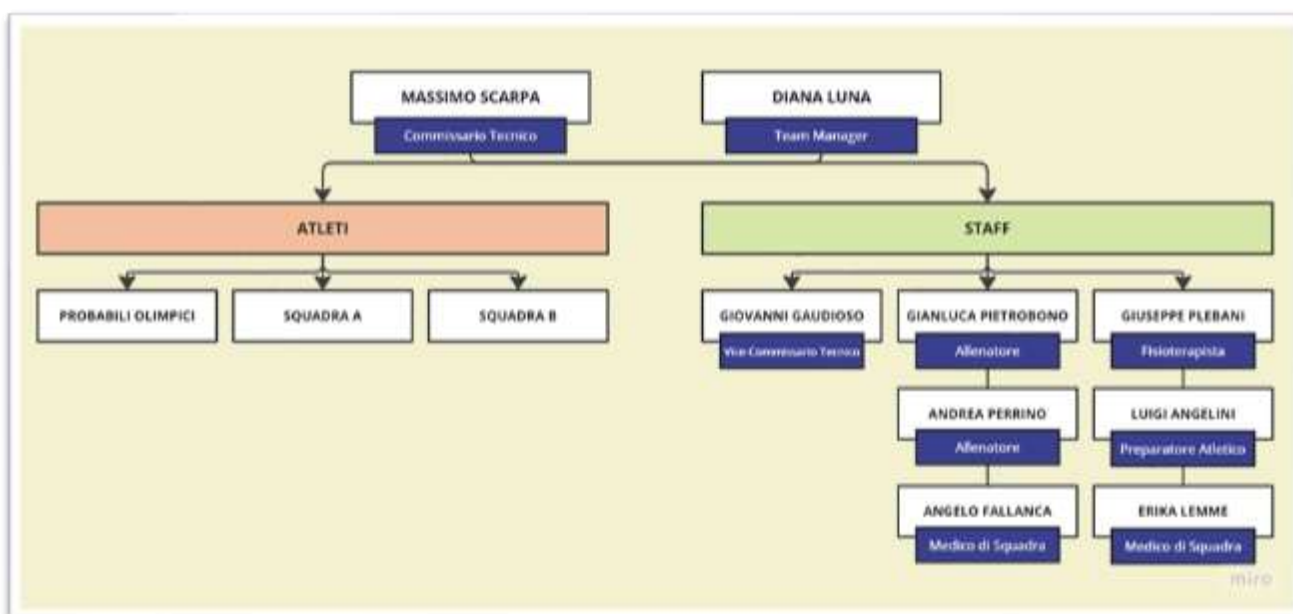 MASSIMO SCARPA
Commissario Tecnico
DIANA LUNA
Team Manager
ATLETI
STAFF
PROBABILI OLIMPICI
SQUADRA A
SQUADRA B
GIOVANNI GAUDIOSO
Vice Commissario Tecnico
GIANLUCA PIETROBONO
Allenatore
GIUSEPPE PLEBANI
Fisioterapista
ANDREA PERRINO
Allenatore
LUIGI ANGELINI
Preparatore Atletico
ANGELO FALLANCA
Medico di Squadra
ERIKA LEMME
Medico di Squadra
miro